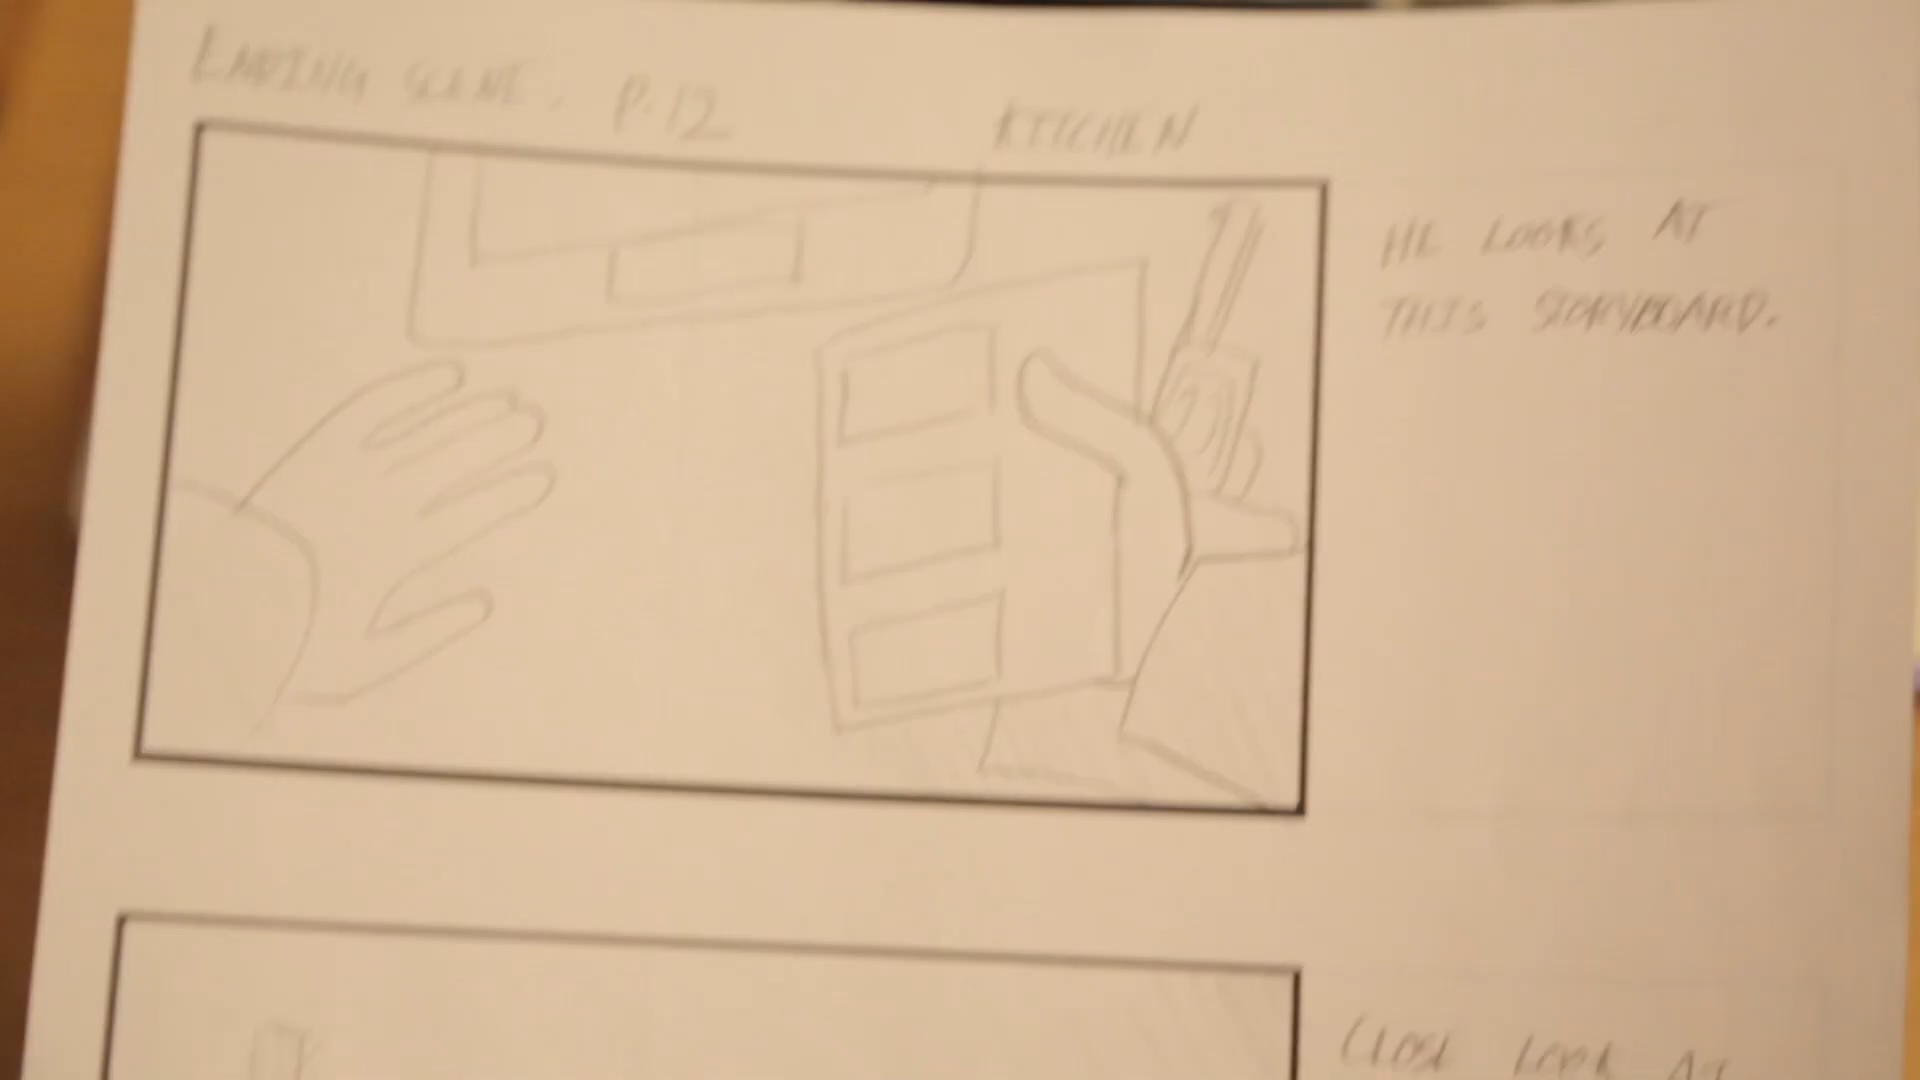 ENDING SCENE. P.12
KITCHEN
HE LOOKS AT
THIS STORYBOARD.
CLOSE LOOK AT